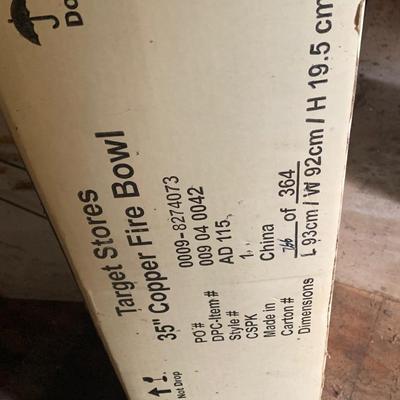 Do
Target Stores
35" Copper Fire Bowl
PO# 0009-8274073
DPC-Item# 009 04 0042
Style# AD 115
CSPK 1
Made in China
Carton# of 364
Dimensions L 93cm / W 92cm / H 19.5 cm
Not Drop